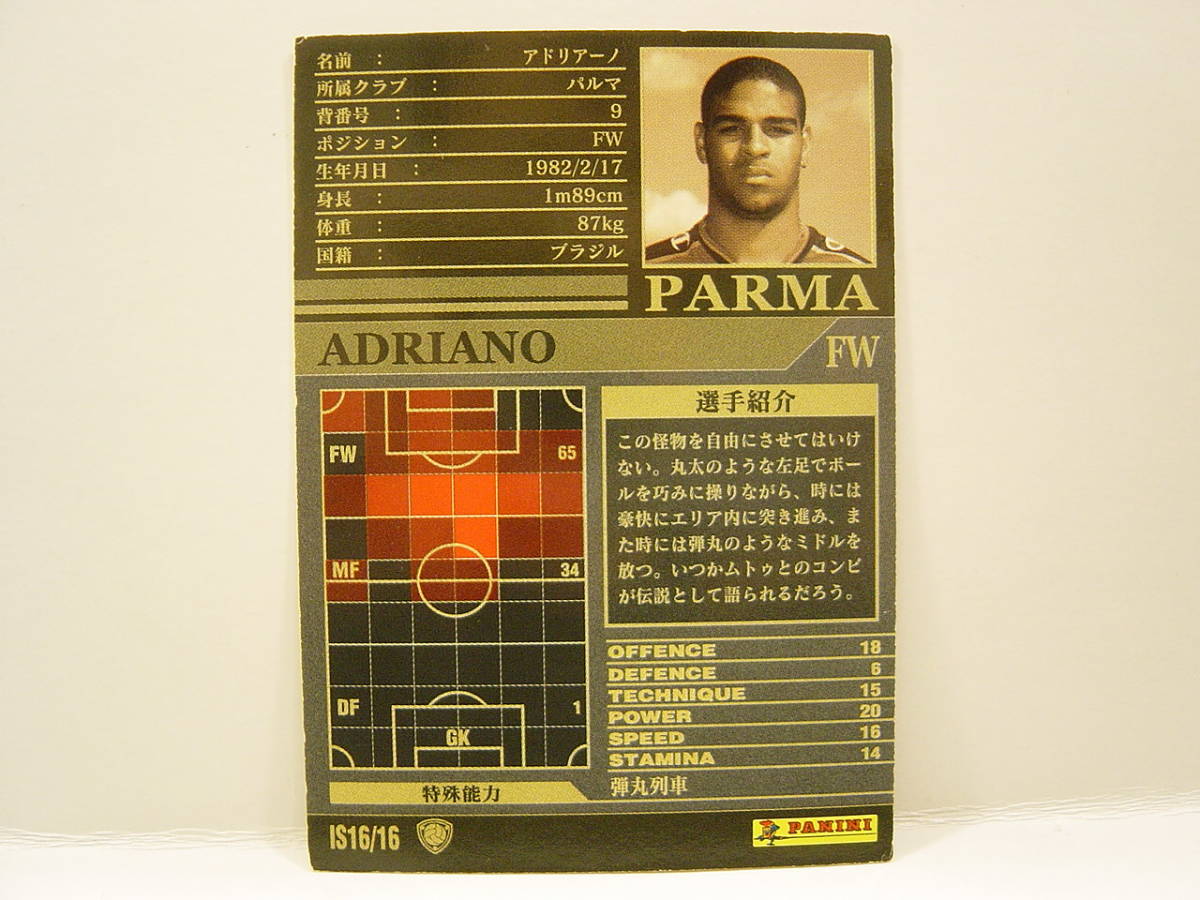 名前 : アドリアーノ
所属クラブ : パルマ
背番号 : 9
ポジション : FW
生年月日 : 1982/2/17
身長 : 1m89cm
体重 : 87kg
国籍 : ブラジル
PARMA
ADRIANO FW
FW 65
MF 34
DF 1
GK
選手紹介
この怪物を自由にさせてはいけ
ない。丸太のような左足でボー
ルを巧みに操りながら、時には
豪快にエリア内に突き進み、ま
た時には弾丸のようなミドルを
放つ。いつかムトゥとのコンビ
が伝説として語られるだろう。
OFFENCE 18
DEFENCE 6
TECHNIQUE 15
POWER 20
SPEED 16
STAMINA 14
特殊能力 弾丸列車
IS16/16
PANINI